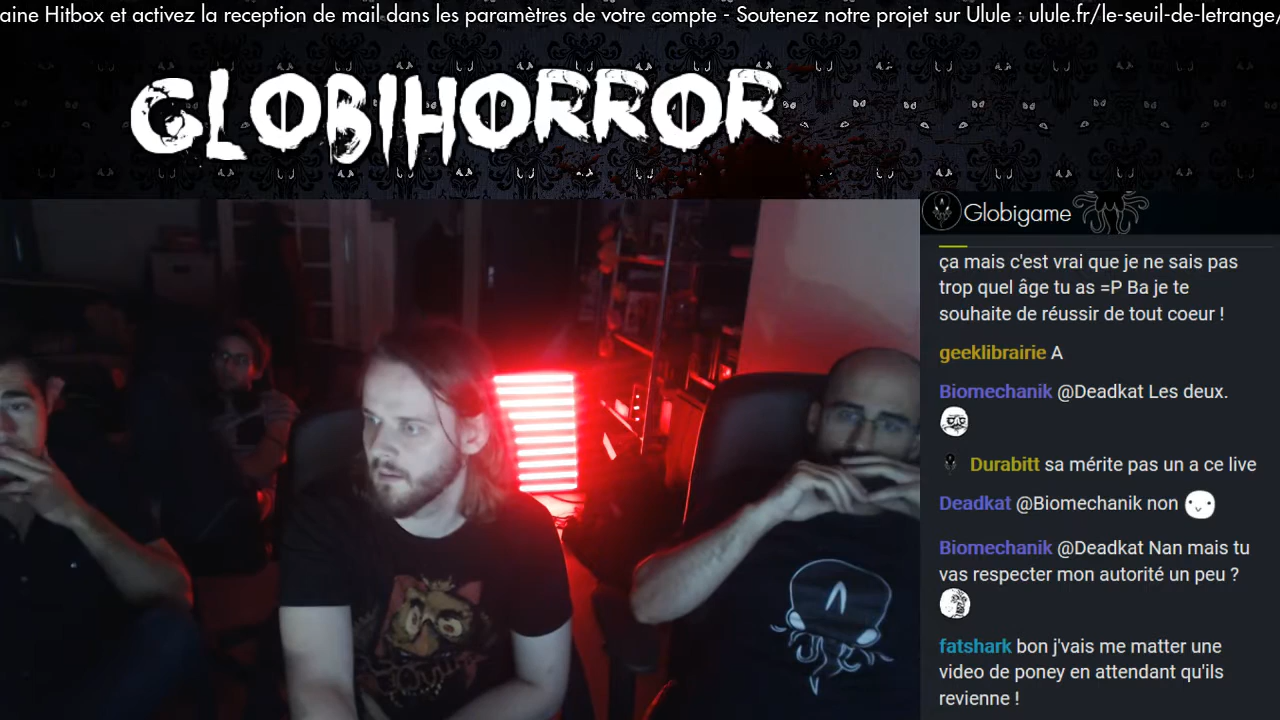 aine Hitbox et activez la reception de mail dans les paramètres de votre compte - Soutenez notre projet sur Ulule : ulule.fr/le-seuil-de-letrange/
GLOBIHORROR
Globigame
ça mais c'est vrai que je ne sais pas
trop quel âge tu as =P Ba je te
souhaite de réussir de tout coeur !
geeklibrairie A
Biomechanik @Deadkat Les deux.
Durabitt sa mérite pas un a ce live
Deadkat @Biomechanik non
Biomechanik @Deadkat Nan mais tu
vas respecter mon autorité un peu ?
fatshark bon j'vais me matter une
video de poney en attendant qu'ils
revienne !